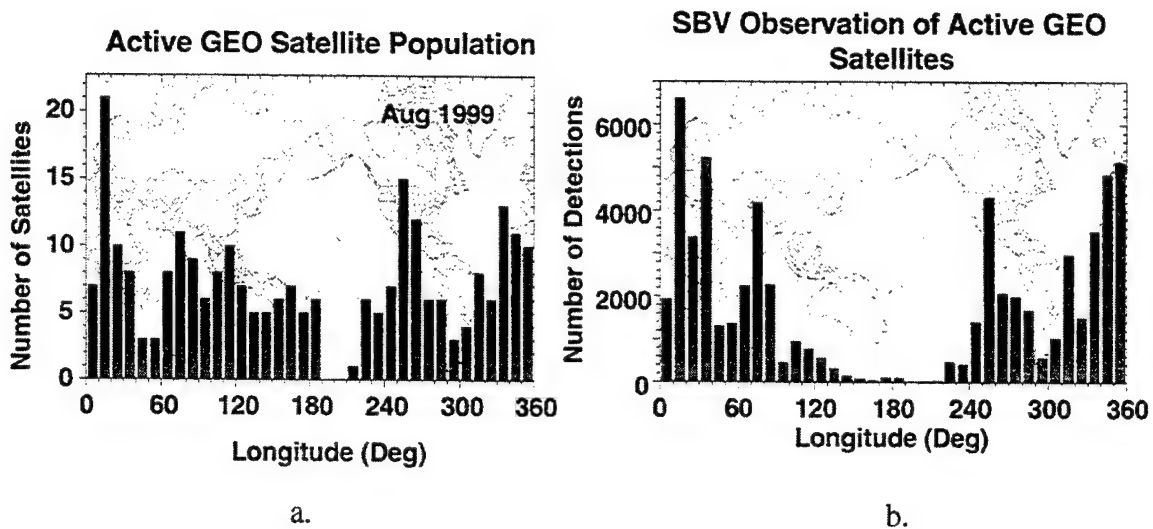 Active GEO Satellite Population
Aug 1999
Number of Satellites
20
15
10
5
0
0 60 120 180 240 300 360
Longitude (Deg)
a.
SBV Observation of Active GEO
Satellites
Number of Detections
6000
4000
2000
0
0 60 120 180 240 300 360
Longitude (Deg)
b.